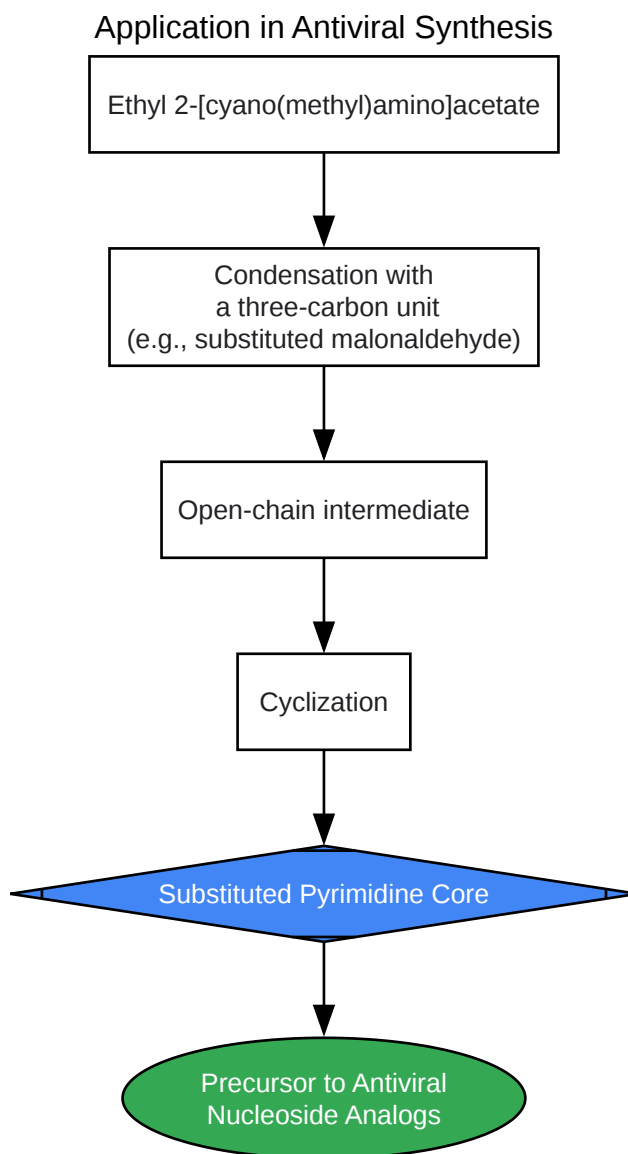 Application in Antiviral Synthesis
Ethyl 2-[cyano(methyl)amino]acetate
Condensation with
a three-carbon unit
(e.g., substituted malonaldehyde)
Open-chain intermediate
Cyclization
Substituted Pyrimidine Core
Precursor to Antiviral
Nucleoside Analogs